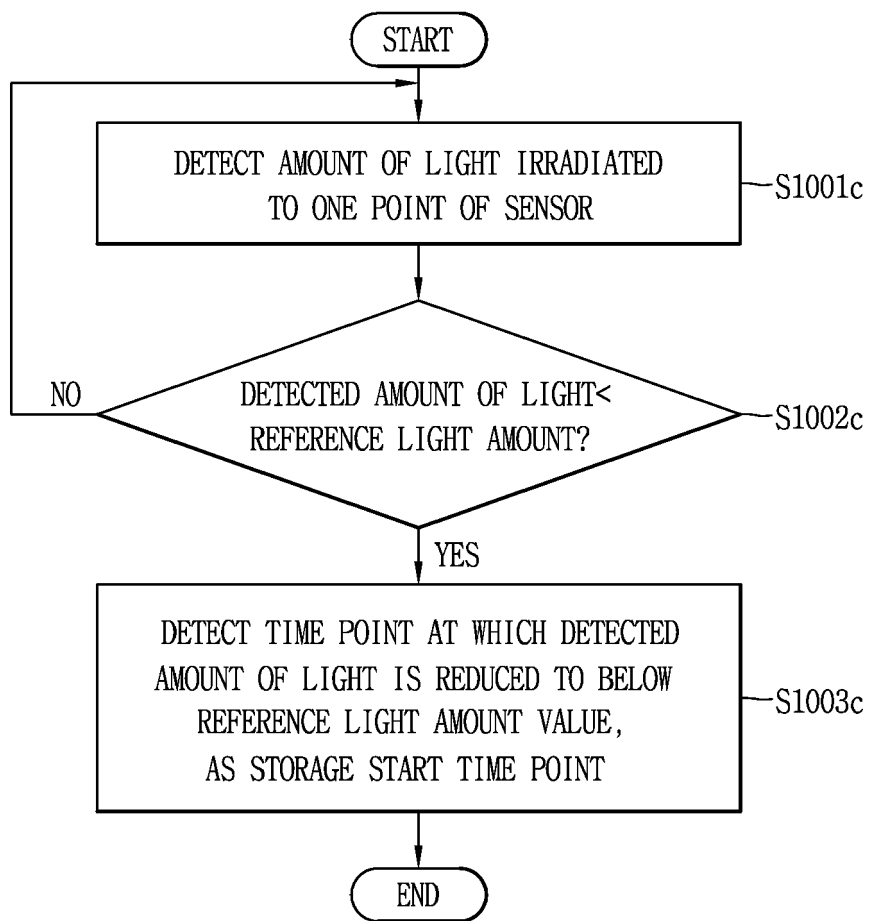 START
DETECT AMOUNT OF LIGHT IRRADIATED
TO ONE POINT OF SENSOR
S1001c
DETECTED AMOUNT OF LIGHT<
REFERENCE LIGHT AMOUNT?
S1002c
NO
YES
DETECT TIME POINT AT WHICH DETECTED
AMOUNT OF LIGHT IS REDUCED TO BELOW
REFERENCE LIGHT AMOUNT VALUE,
AS STORAGE START TIME POINT
S1003c
END